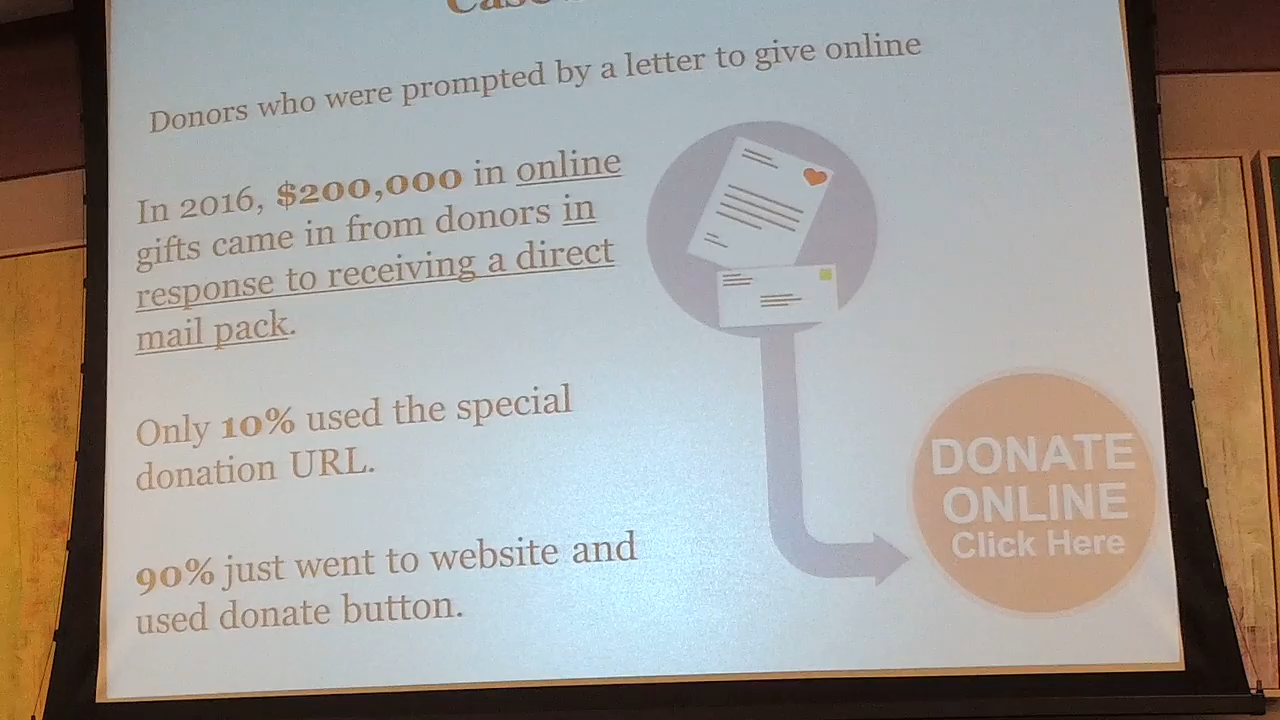 Donors who were prompted by a letter to give online
In 2016, $200,000 in online
gifts came in from donors in
response to receiving a direct
mail pack.
Only 10% used the special
donation URL.
90% just went to website and
used donate button.
DONATE
ONLINE
Click Here